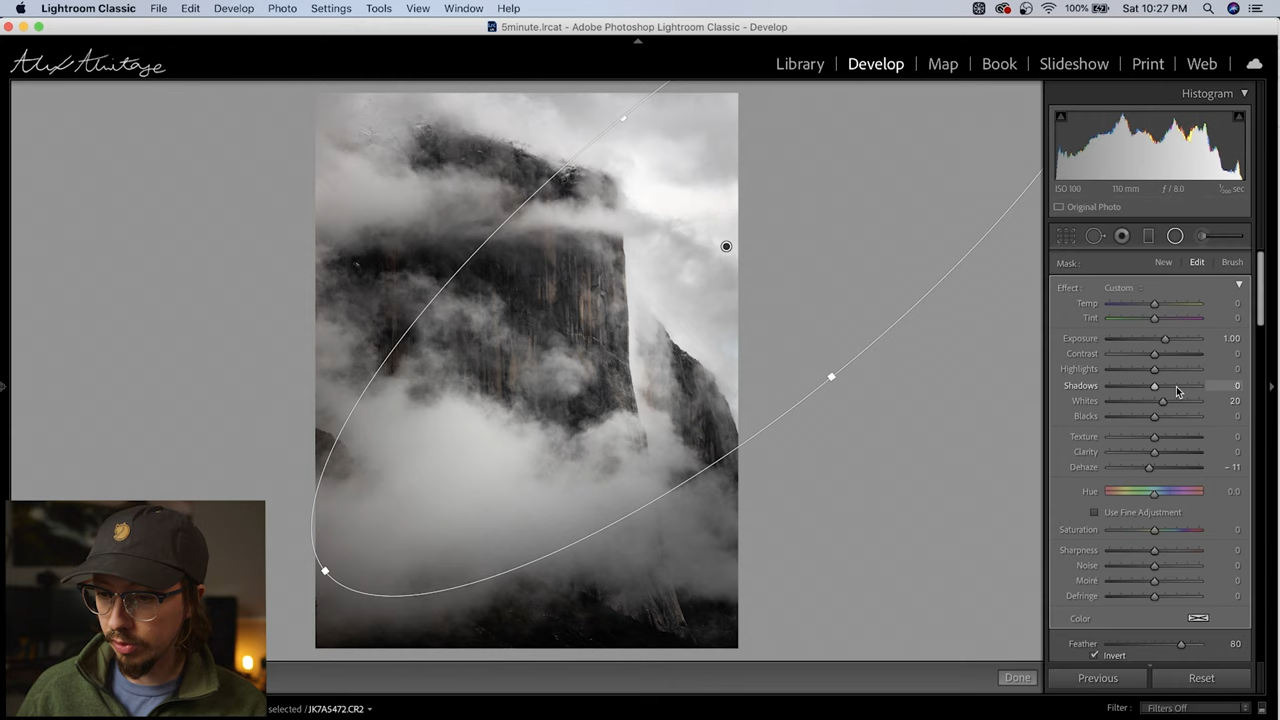 Lightroom Classic File Edit Develop Photo Settings Tools View Window Help 100% Sat 10:27 PM
5minute.lrcat - Adobe Photoshop Lightroom Classic - Develop
Alex Armitage Library Develop Map Book Slideshow Print Web
Histogram
ISO 100 110 mm ƒ / 8.0 sec
Original Photo
Mask : New Edit Brush
Effect : Custom
Temp 0
Tint 0
Exposure 1.00
Contrast 0
Highlights 0
Shadows 0
Whites 20
Blacks 0
Texture 0
Clarity 0
Dehaze – 11
Hue 0.0
Use Fine Adjustment
Saturation 0
Sharpness 0
Noise 0
Moiré 0
Defringe 0
Color
Feather 80
Invert
Done Previous Reset
selected / JK7A5472.CR2 Filter : Filters Off